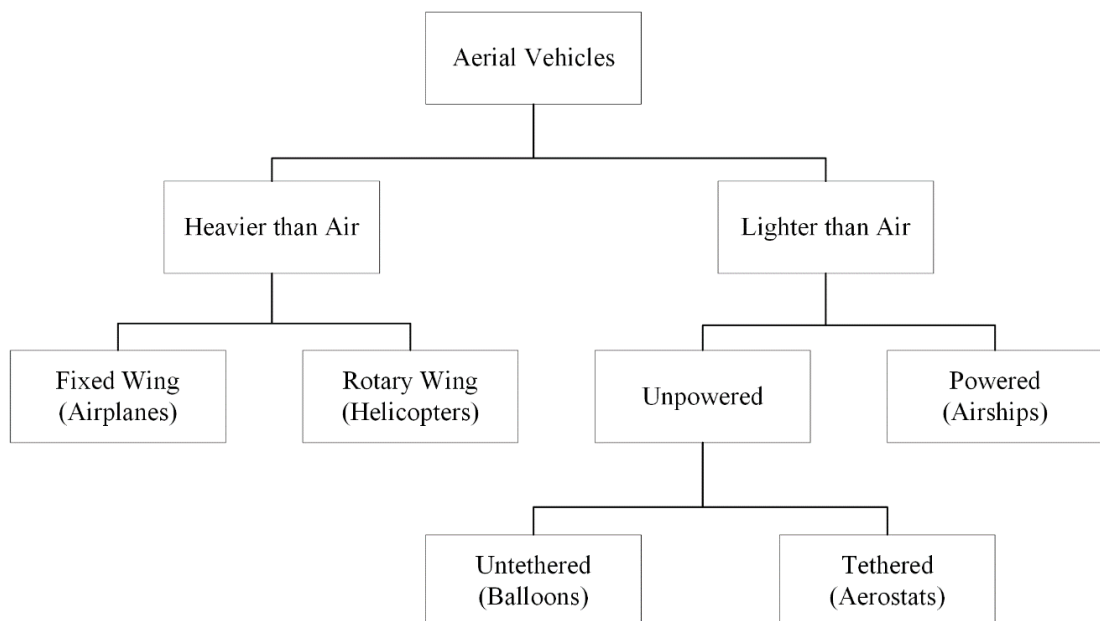 Aerial Vehicles
Heavier than Air
Lighter than Air
Fixed Wing
(Airplanes)
Rotary Wing
(Helicopters)
Unpowered
Powered
(Airships)
Untethered
(Balloons)
Tethered
(Aerostats)